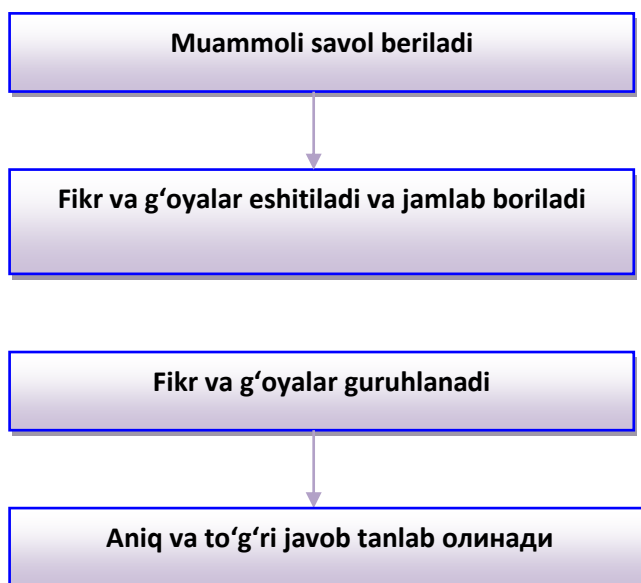 Muammoli savol beriladi
Fikr va g‘oyalar eshitiladi va jamlab boriladi
Fikr va g‘oyalar guruhlanadi
Aniq va to‘g‘ri javob tanlab олинади